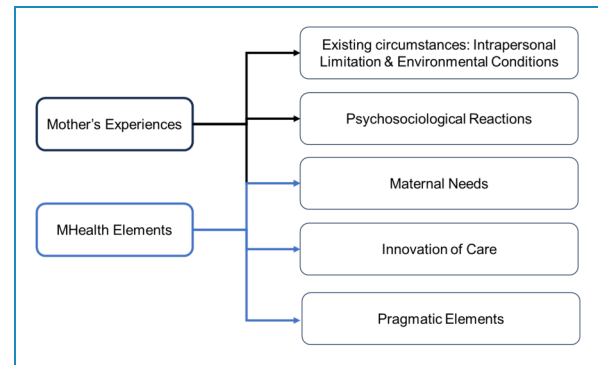 Existing circumstances: Intrapersonal
Limitation & Environmental Conditions
Mother's Experiences
Psychosociological Reactions
Maternal Needs
MHealth Elements
Innovation of Care
Pragmatic Elements